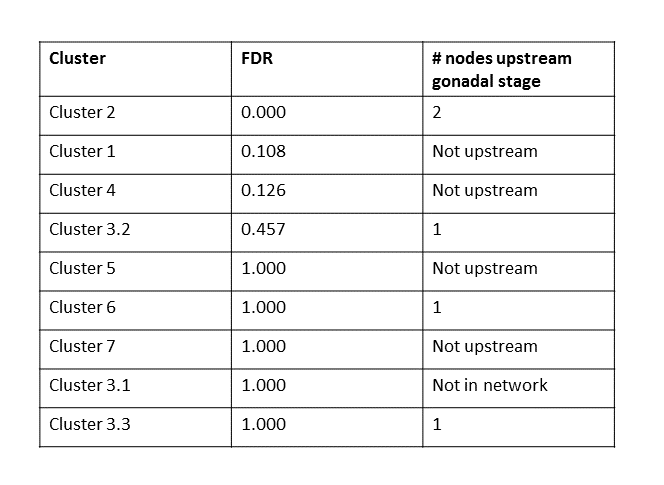 Cluster FDR # nodes upstream
gonadal stage
Cluster 2 0.000 2
Cluster 1 0.108 Not upstream
Cluster 4 0.126 Not upstream
Cluster 3.2 0.457 1
Cluster 5 1.000 Not upstream
Cluster 6 1.000 1
Cluster 7 1.000 Not upstream
Cluster 3.1 1.000 Not in network
Cluster 3.3 1.000 1